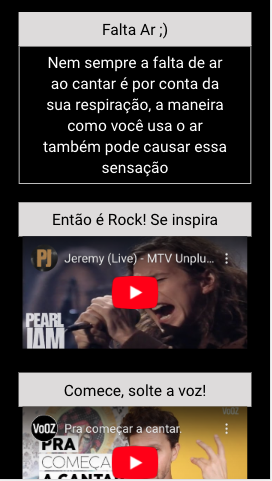 Falta Ar ;)
Nem sempre a falta de ar
ao cantar é por conta da
sua respiração, a maneira
como você usa o ar
também pode causar essa
sensação
Então é Rock! Se inspira
PJ
Jeremy (Live) - MTV Unplu...
PEARL
JAM
Comece, solte a voz!
VoOZ
Pra começar a cantar.
VOOZ
PRA
COMEÇA
A CANTA